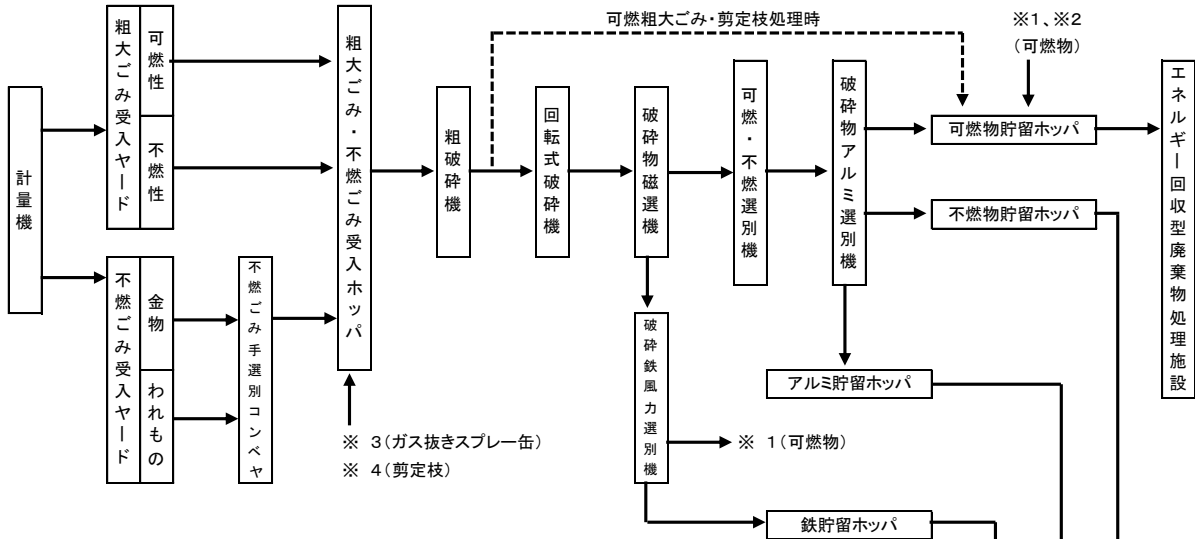 可燃粗大ごみ・剪定枝処理時
※1、※2
(可燃物)
計量機
粗大ごみ受入ヤード
可燃性
不燃性
不燃ごみ受入ヤード
金物
われもの
不燃ごみ手選別コンベヤ
粗大ごみ・不燃ごみ受入ホッパ
※ 3(ガス抜きスプレー缶)
※ 4(剪定枝)
粗破砕機
回転式破砕機
破砕物磁選機
破砕鉄風力選別機
※ 1(可燃物)
可燃・不燃選別機
破砕物アルミ選別機
可燃物貯留ホッパ
不燃物貯留ホッパ
アルミ貯留ホッパ
鉄貯留ホッパ
エネルギー回収型廃棄物処理施設